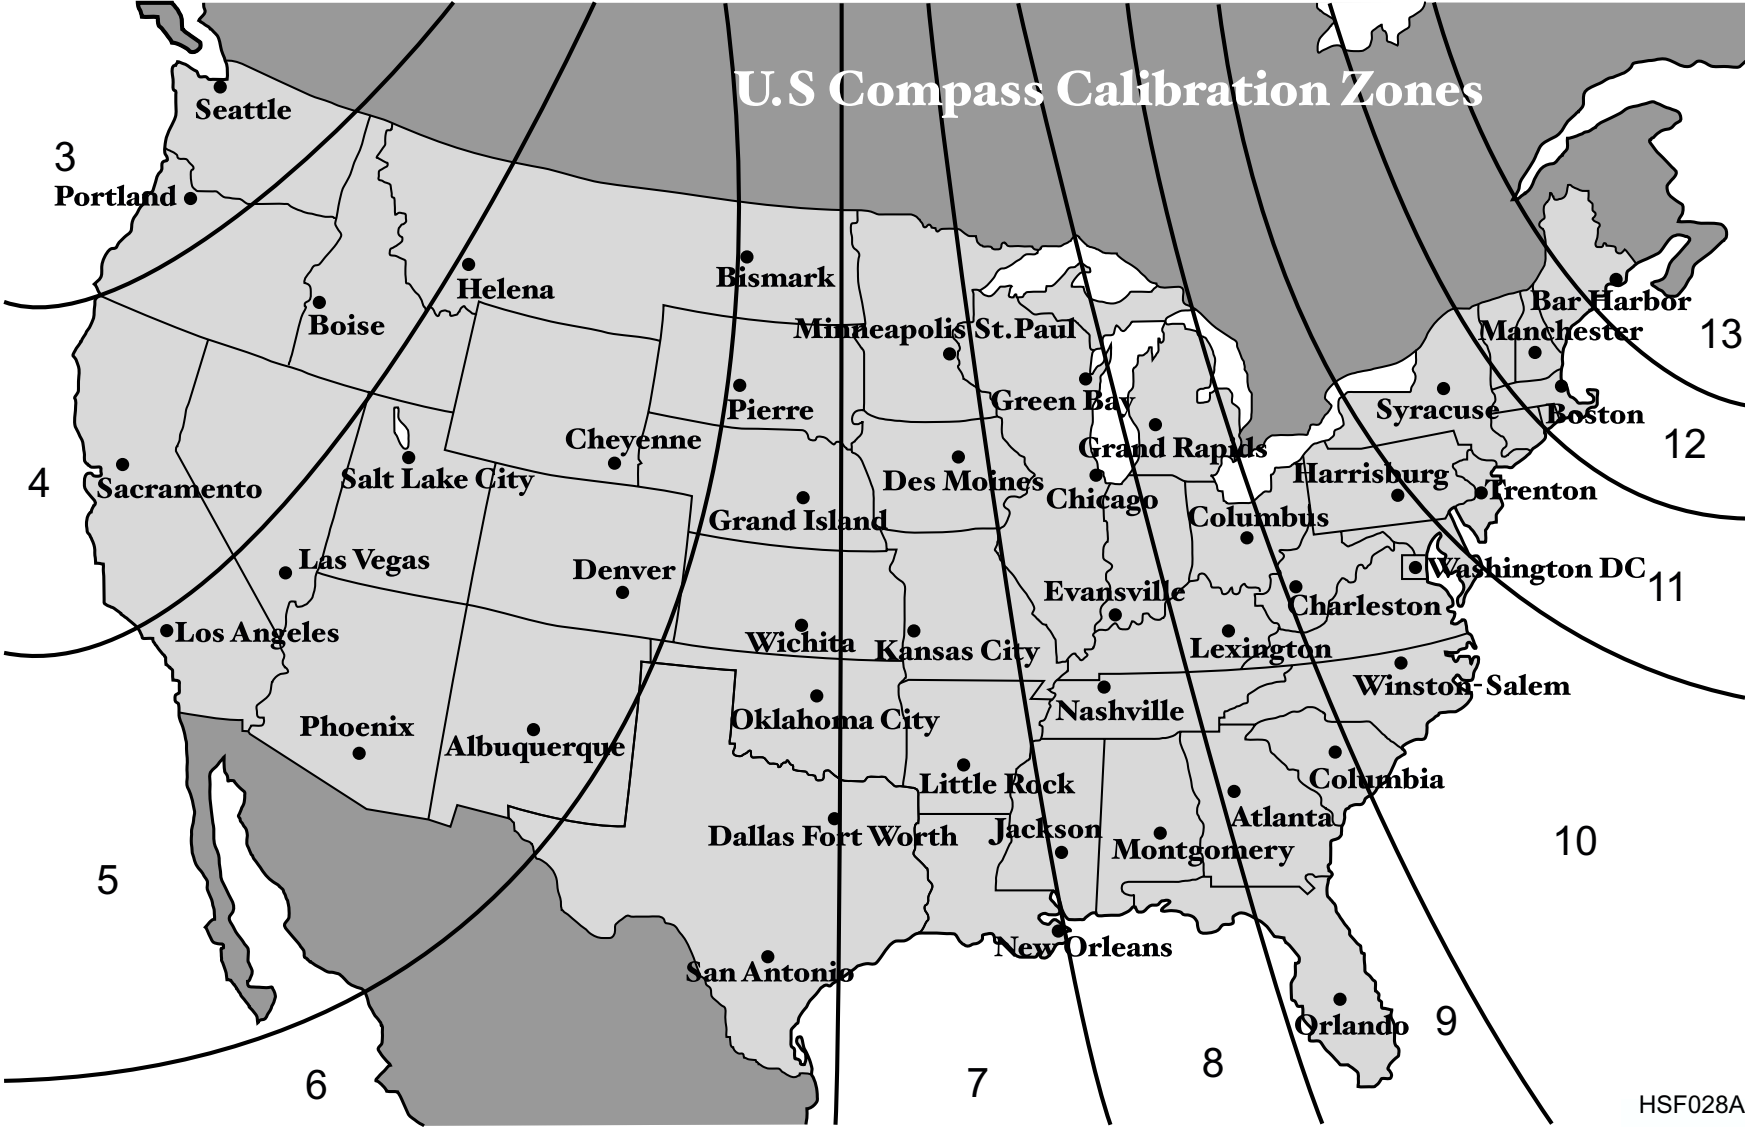 U.S Compass Calibration Zones
Seattle
3
Portland
Helena
Bismark
Boise
Minneapolis St.Paul
Bar Harbor
Manchester
13
Pierre
Green Bay
Syracuse
Boston
Cheyenne
Grand Rapids
12
Salt Lake City
Des Moines
Harrisburg
4
Sacramento
Chicago
Trenton
Grand Island
Columbus
Las Vegas
Denver
Washington DC
11
Evansville
Charleston
Los Angeles
Wichita
Kansas City
Lexington
Winston-Salem
Phoenix
Albuquerque
Oklahoma City
Nashville
Little Rock
Columbia
Dallas Fort Worth
Jackson
Atlanta
Montgomery
10
5
San Antonio
New Orleans
Orlando
9
6
7
8
HSF028A